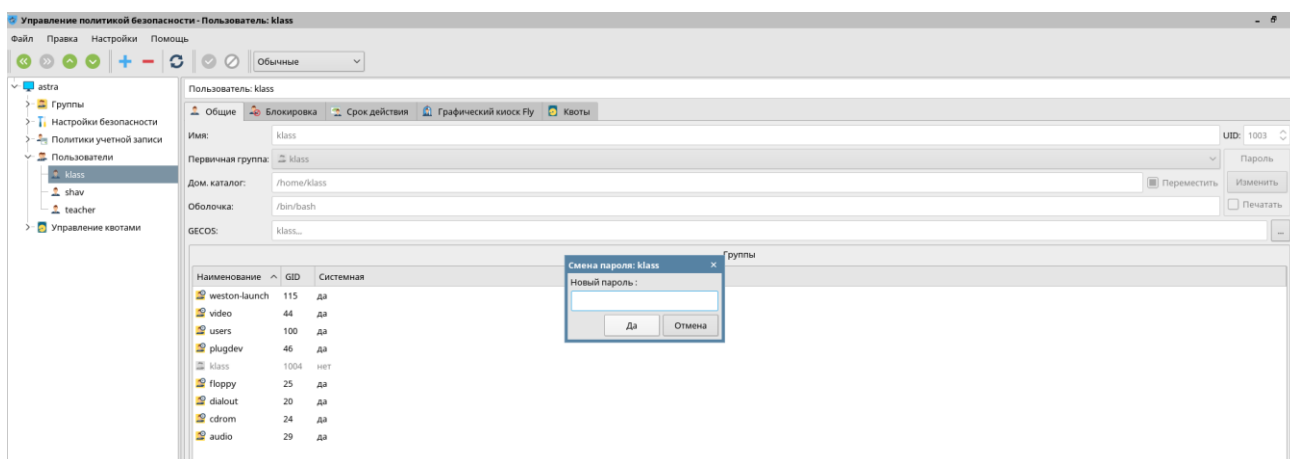 Управление политикой безопасности - Пользователь: klass
Файл Правка Настройки Помощь
Обычные
astra
Группы
Настройки безопасности
Политики учетной записи
Пользователи
klass
shav
teacher
Управление квотами
Пользователь: klass
Общие Блокировка Срок действия Графический киоск Fly Квоты
Имя: klass UID: 1003
Первичная группа: klass Пароль
Дом. каталог: /home/klass Переместить Изменить
Оболочка: /bin/bash Печатать
GECOS: klass,,, ...
Группы
Наименование GID Системная
weston-launch 115 да
video 44 да
users 100 да
plugdev 46 да
klass 1004 нет
floppy 25 да
dialout 20 да
cdrom 24 да
audio 29 да
Смена пароля: klass
Новый пароль :
Да Отмена